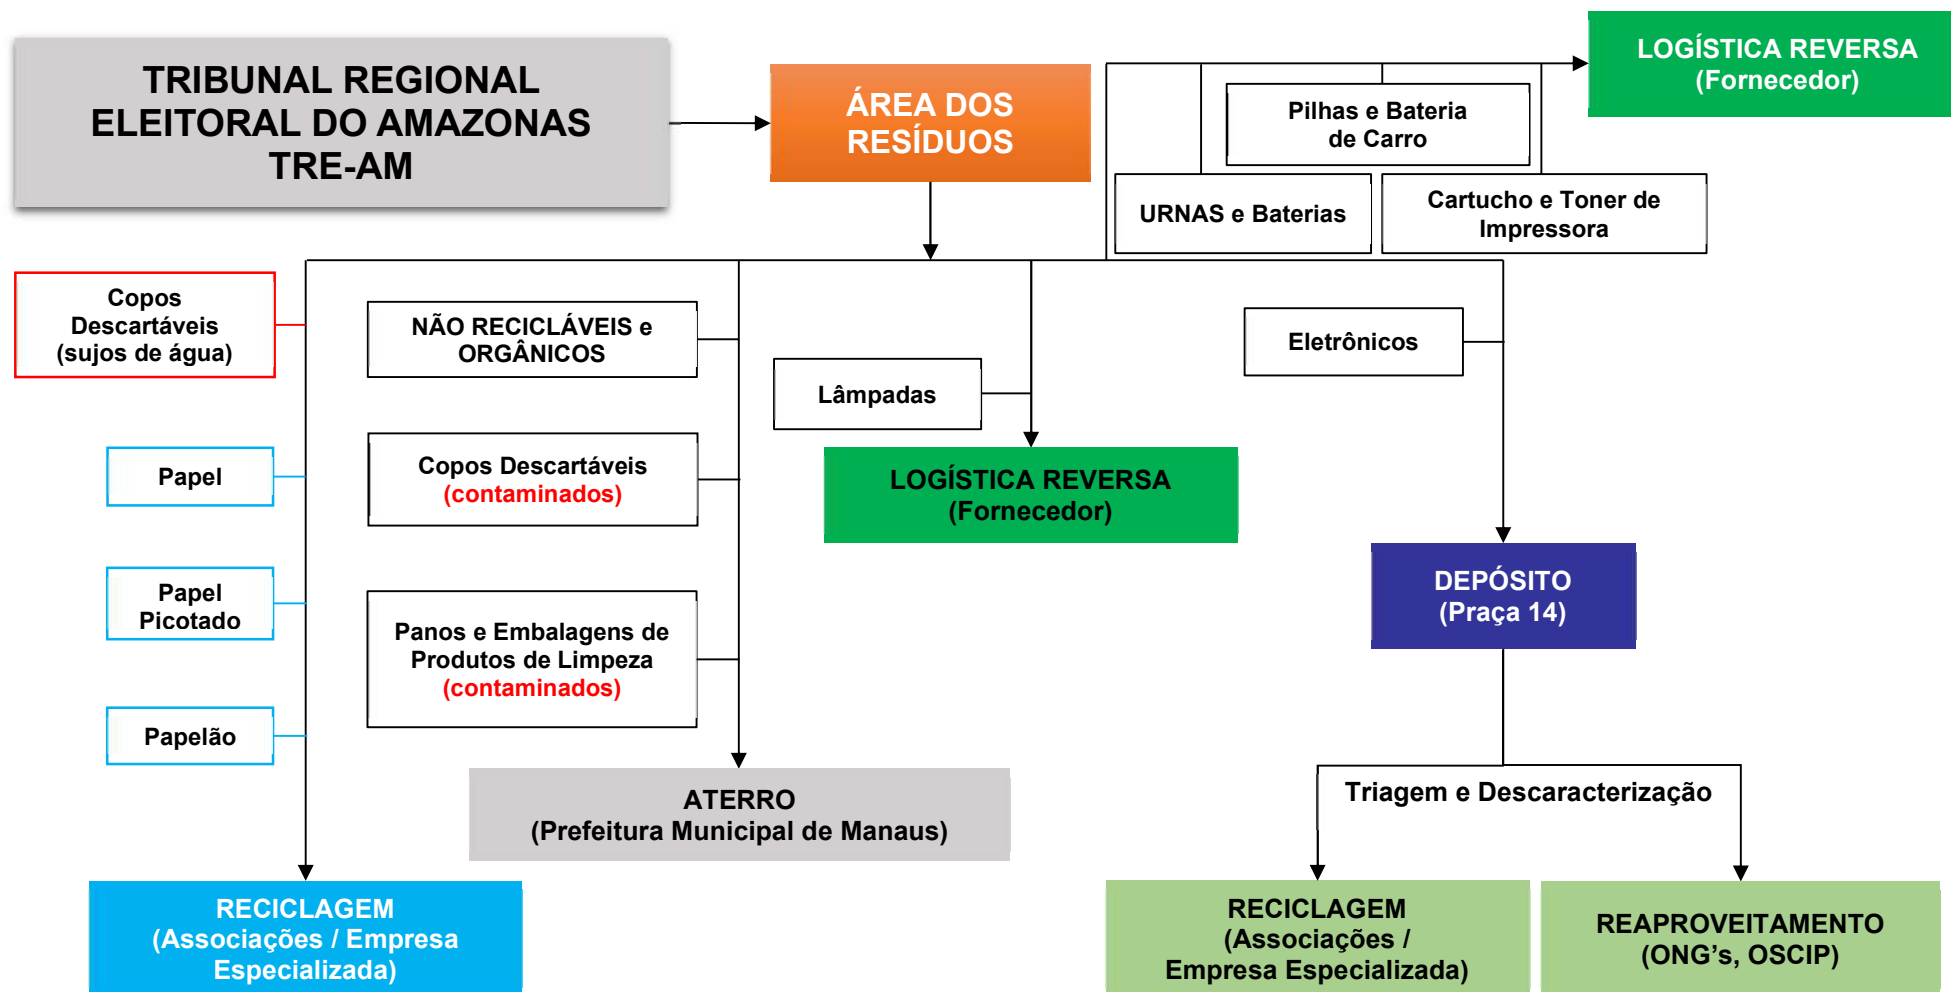 TRIBUNAL REGIONAL
ELEITORAL DO AMAZONAS
TRE-AM
ÁREA DOS
RESÍDUOS
LOGÍSTICA REVERSA
(Fornecedor)
Pilhas e Bateria
de Carro
URNAS e Baterias
Cartucho e Toner de
Impressora
Copos
Descartáveis
(sujos de água)
NÃO RECICLÁVEIS e
ORGÂNICOS
Lâmpadas
Eletrônicos
Papel
Copos Descartáveis
(contaminados)
LOGÍSTICA REVERSA
(Fornecedor)
Papel
Picotado
Panos e Embalagens de
Produtos de Limpeza
(contaminados)
DEPÓSITO
(Praça 14)
Papelão
ATERRO
(Prefeitura Municipal de Manaus)
Triagem e Descaracterização
RECICLAGEM
(Associações / Empresa
Especializada)
RECICLAGEM
(Associações /
Empresa Especializada)
REAPROVEITAMENTO
(ONG's, OSCIP)